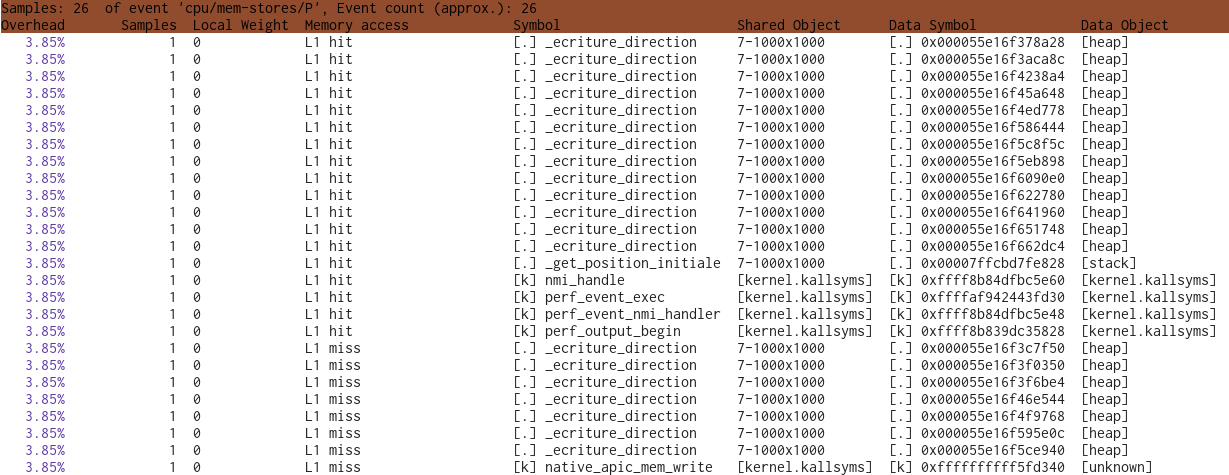 Samples: 26  of event 'cpu/mem-stores/P', Event count (approx.): 26
Overhead       Samples  Local Weight  Memory access             Symbol                      Shared Object      Data Symbol             Data Object
3.85%             1  0             L1 hit                    [.] _ecriture_direction     7-1000x1000        [.] 0x000055e16f378a28  [heap]
3.85%             1  0             L1 hit                    [.] _ecriture_direction     7-1000x1000        [.] 0x000055e16f3aca8c  [heap]
3.85%             1  0             L1 hit                    [.] _ecriture_direction     7-1000x1000        [.] 0x000055e16f4238a4  [heap]
3.85%             1  0             L1 hit                    [.] _ecriture_direction     7-1000x1000        [.] 0x000055e16f45a648  [heap]
3.85%             1  0             L1 hit                    [.] _ecriture_direction     7-1000x1000        [.] 0x000055e16f4ed778  [heap]
3.85%             1  0             L1 hit                    [.] _ecriture_direction     7-1000x1000        [.] 0x000055e16f586444  [heap]
3.85%             1  0             L1 hit                    [.] _ecriture_direction     7-1000x1000        [.] 0x000055e16f5c8f5c  [heap]
3.85%             1  0             L1 hit                    [.] _ecriture_direction     7-1000x1000        [.] 0x000055e16f5eb898  [heap]
3.85%             1  0             L1 hit                    [.] _ecriture_direction     7-1000x1000        [.] 0x000055e16f6090e0  [heap]
3.85%             1  0             L1 hit                    [.] _ecriture_direction     7-1000x1000        [.] 0x000055e16f622780  [heap]
3.85%             1  0             L1 hit                    [.] _ecriture_direction     7-1000x1000        [.] 0x000055e16f641960  [heap]
3.85%             1  0             L1 hit                    [.] _ecriture_direction     7-1000x1000        [.] 0x000055e16f651748  [heap]
3.85%             1  0             L1 hit                    [.] _ecriture_direction     7-1000x1000        [.] 0x000055e16f662dc4  [heap]
3.85%             1  0             L1 hit                    [.] _get_position_initiale  7-1000x1000        [.] 0x00007ffcbd7fe828  [stack]
3.85%             1  0             L1 hit                    [k] nmi_handle              [kernel.kallsyms]  [k] 0xffff8b84dfbc5e60  [kernel.kallsyms]
3.85%             1  0             L1 hit                    [k] perf_event_exec         [kernel.kallsyms]  [k] 0xffffaf942443fd30  [kernel.kallsyms]
3.85%             1  0             L1 hit                    [k] perf_event_nmi_handler  [kernel.kallsyms]  [k] 0xffff8b84dfbc5e48  [kernel.kallsyms]
3.85%             1  0             L1 hit                    [k] perf_output_begin       [kernel.kallsyms]  [k] 0xffff8b839dc35828  [kernel.kallsyms]
3.85%             1  0             L1 miss                   [.] _ecriture_direction     7-1000x1000        [.] 0x000055e16f3c7f50  [heap]
3.85%             1  0             L1 miss                   [.] _ecriture_direction     7-1000x1000        [.] 0x000055e16f3f0350  [heap]
3.85%             1  0             L1 miss                   [.] _ecriture_direction     7-1000x1000        [.] 0x000055e16f3f6be4  [heap]
3.85%             1  0             L1 miss                   [.] _ecriture_direction     7-1000x1000        [.] 0x000055e16f46e544  [heap]
3.85%             1  0             L1 miss                   [.] _ecriture_direction     7-1000x1000        [.] 0x000055e16f4f9768  [heap]
3.85%             1  0             L1 miss                   [.] _ecriture_direction     7-1000x1000        [.] 0x000055e16f595e0c  [heap]
3.85%             1  0             L1 miss                   [.] _ecriture_direction     7-1000x1000        [.] 0x000055e16f5ce940  [heap]
3.85%             1  0             L1 miss                   [k] native_apic_mem_write   [kernel.kallsyms]  [k] 0xffffffffff5fd340  [unknown]